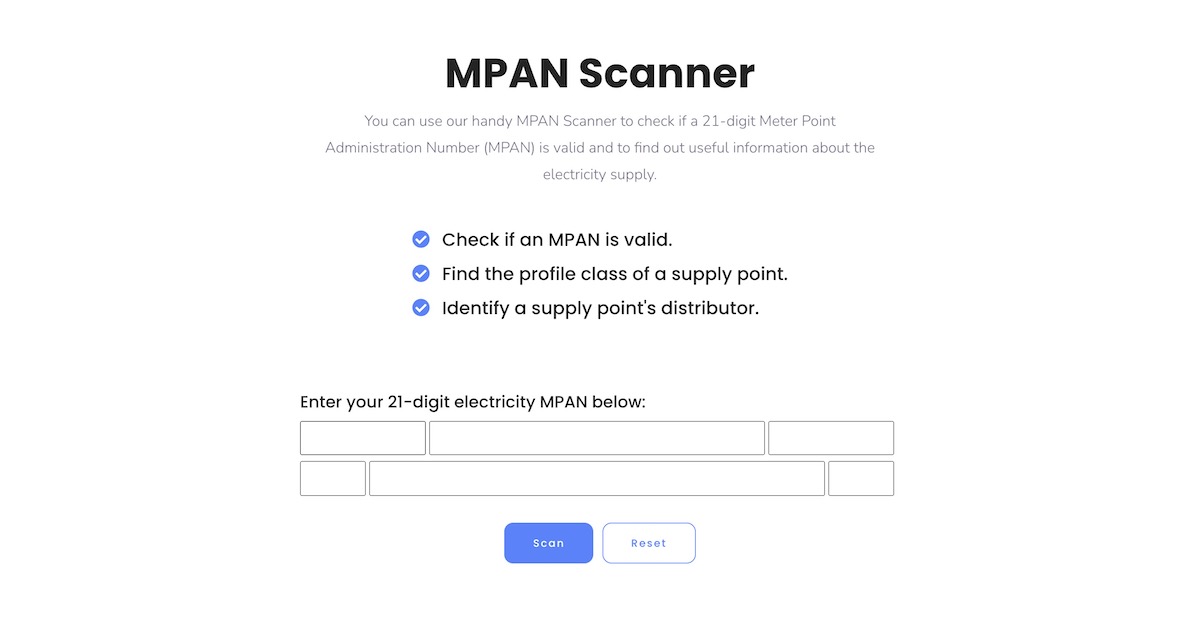 MPAN Scanner
You can use our handy MPAN Scanner to check if a 21-digit Meter Point
Administration Number (MPAN) is valid and to find out useful information about the
electricity supply.
Check if an MPAN is valid.
Find the profile class of a supply point.
Identify a supply point's distributor.
Enter your 21-digit electricity MPAN below:
Scan
Reset